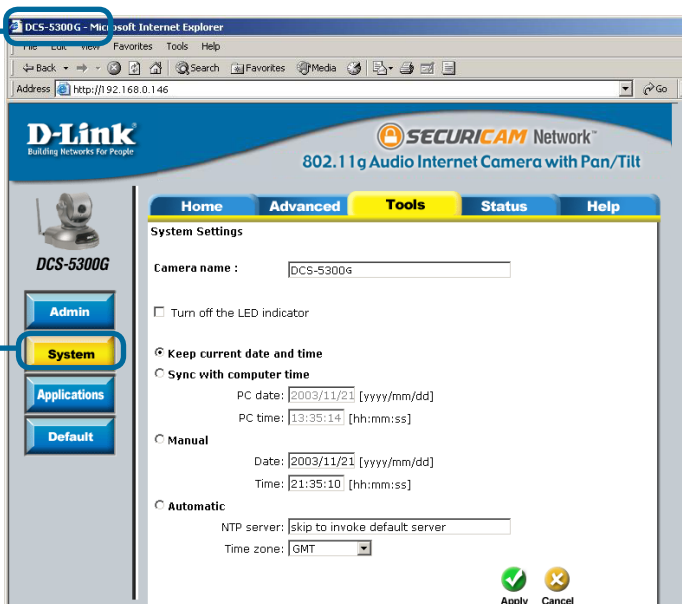 DCS-5300G - Microsoft Internet Explorer
File Edit View Favorites Tools Help
Back Search Favorites Media
Address http://192.168.0.146 Go
D-Link
Building Networks For People
SECURICAM Network™
802.11g Audio Internet Camera with Pan/Tilt
Home Advanced Tools Status Help
DCS-5300G
Admin
System
Applications
Default
System Settings
Camera name : DCS-5300G
Turn off the LED indicator
Keep current date and time
Sync with computer time
PC date: 2003/11/21 [yyyy/mm/dd]
PC time: 13:35:14 [hh:mm:ss]
Manual
Date: 2003/11/21 [yyyy/mm/dd]
Time: 21:35:10 [hh:mm:ss]
Automatic
NTP server: skip to invoke default server
Time zone: GMT
Apply Cancel